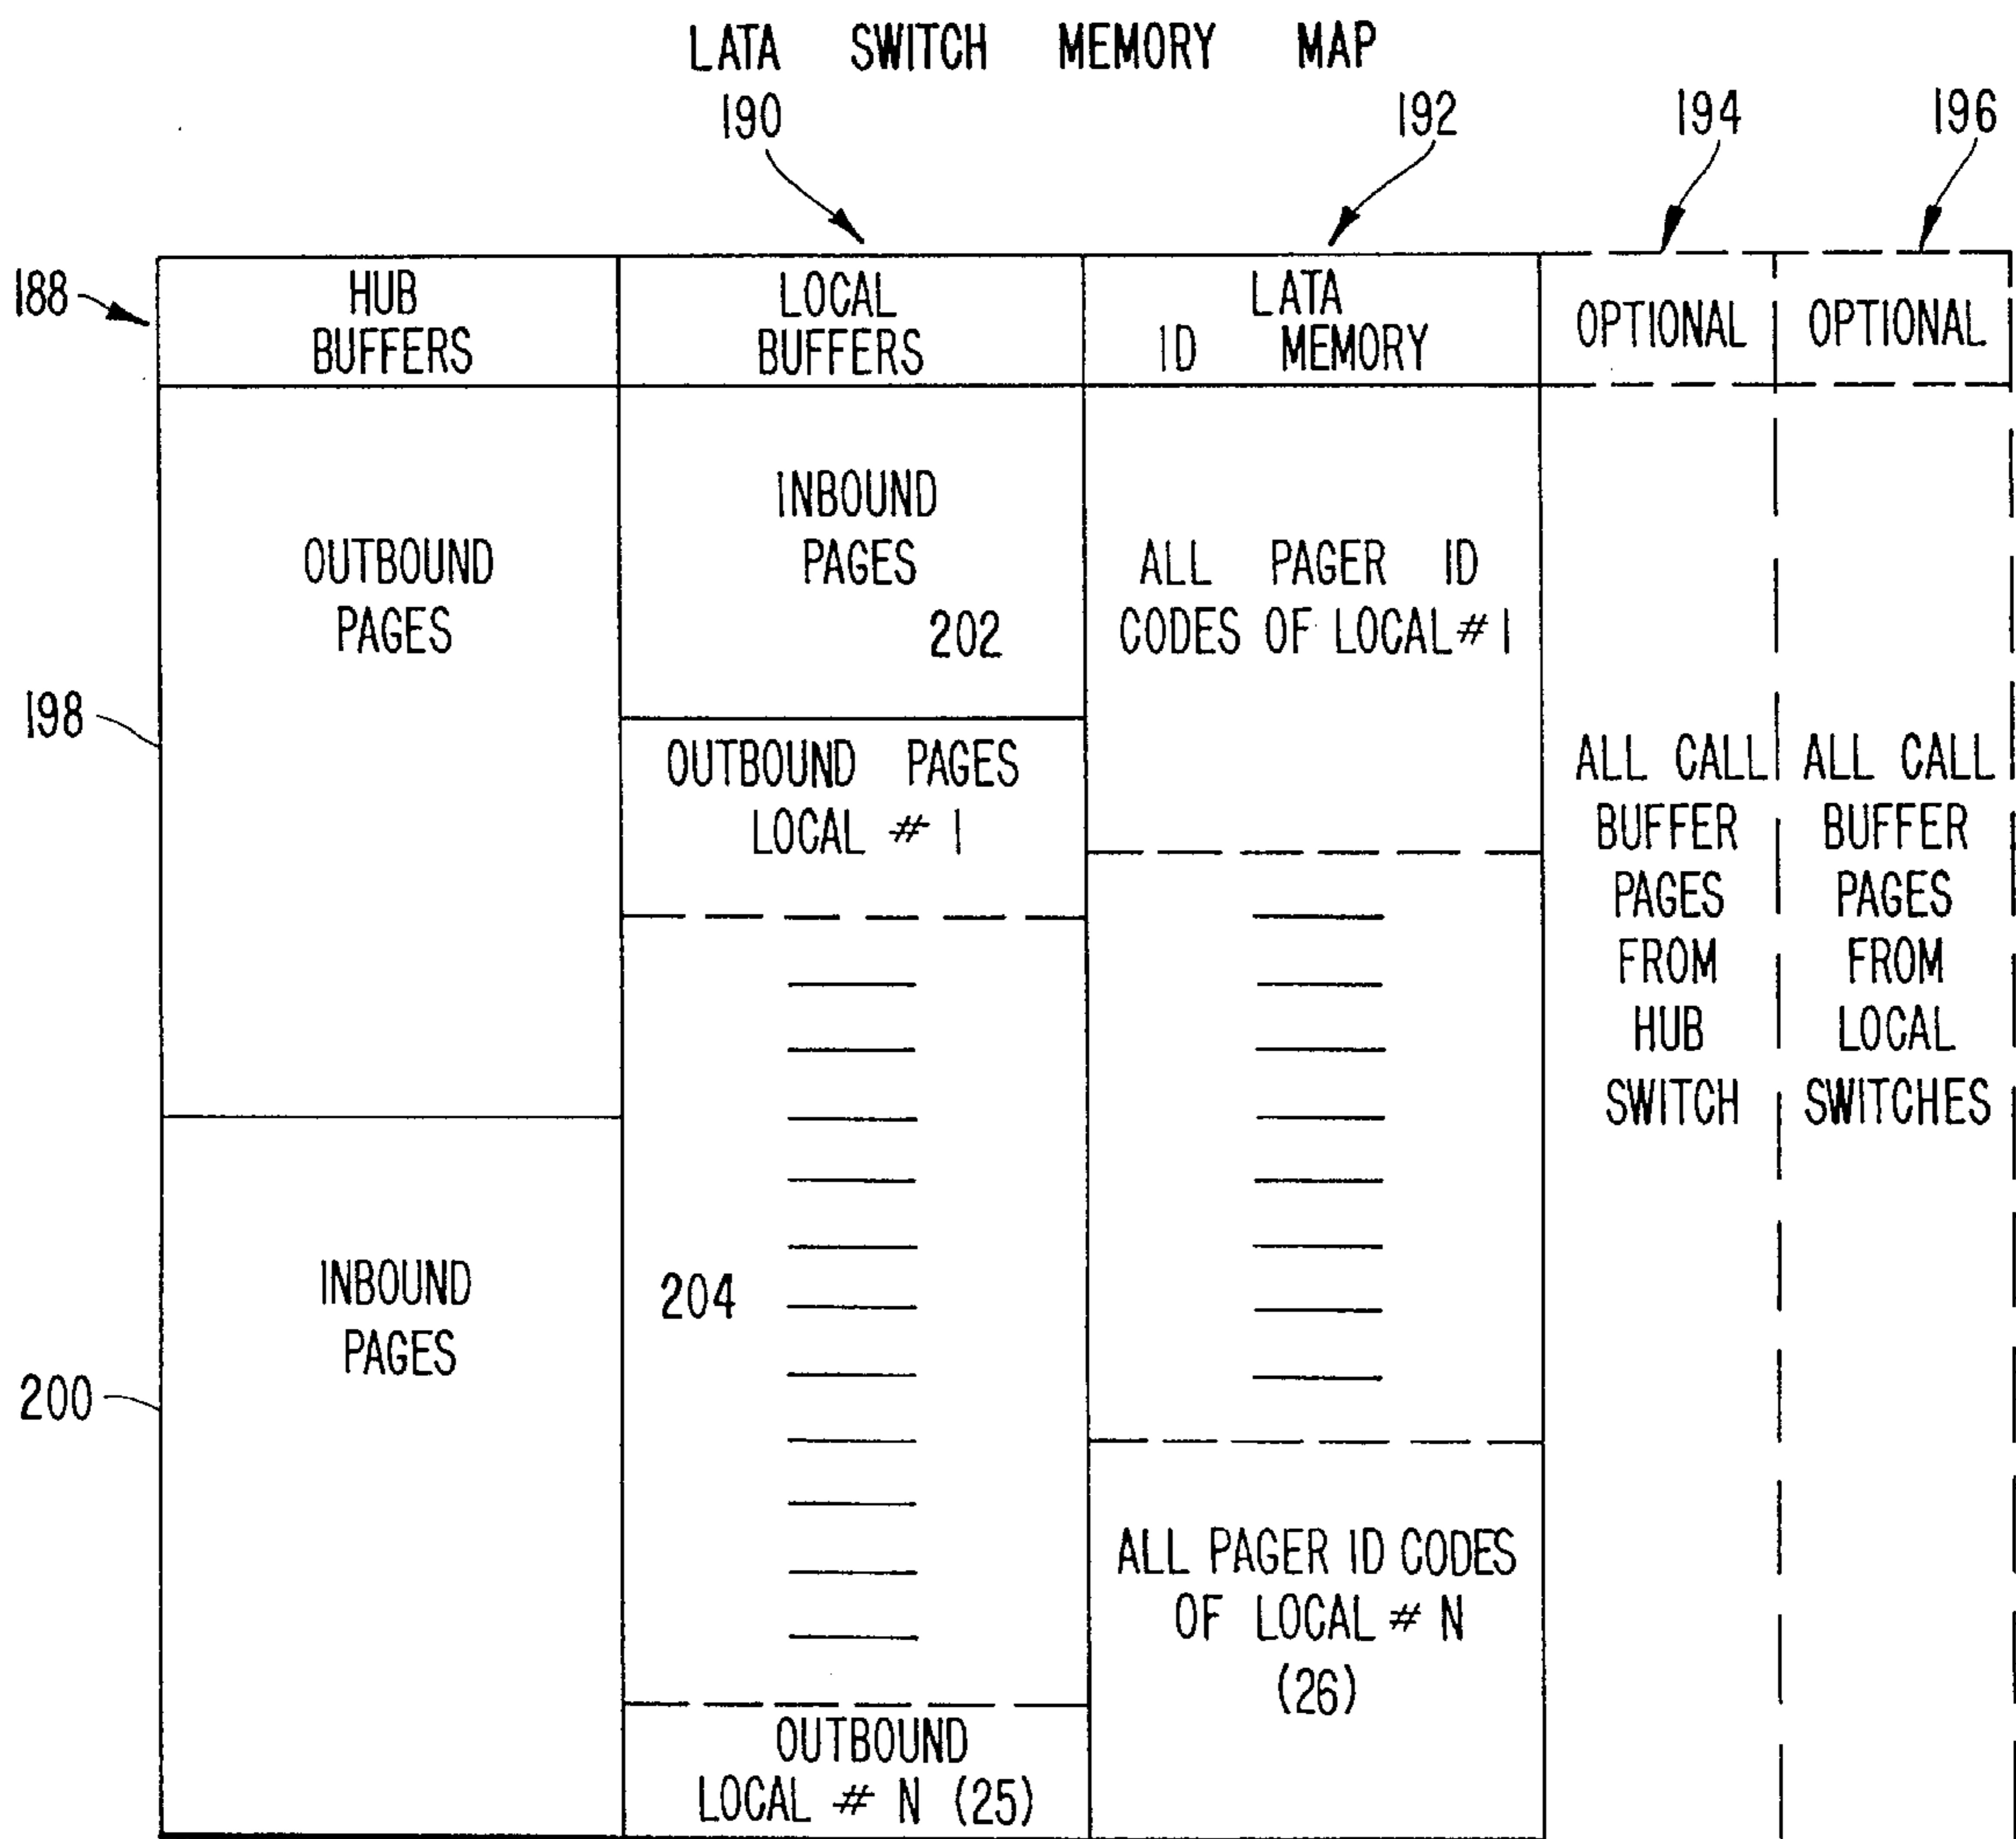 LATA SWITCH MEMORY MAP
190
192
194
196
188
HUB
BUFFERS
LOCAL
BUFFERS
LATA
ID MEMORY
OPTIONAL
OPTIONAL
OUTBOUND
PAGES
198
INBOUND
PAGES
200
INBOUND
PAGES
202
OUTBOUND PAGES
LOCAL # 1
204
OUTBOUND
LOCAL # N (25)
ALL PAGER ID
CODES OF LOCAL # 1
ALL PAGER ID CODES
OF LOCAL # N
(26)
ALL CALL
BUFFER
PAGES
FROM
HUB
SWITCH
ALL CALL
BUFFER
PAGES
FROM
LOCAL
SWITCHES